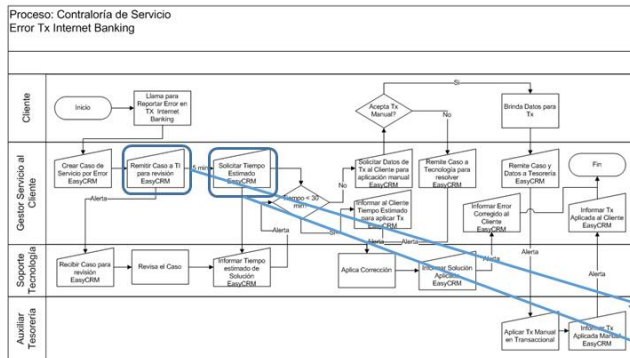 Proceso: Contraloría de Servicio
Error Tx Internet Banking
Cliente
Inicio
Llama para
Reportar Error en
TX Internet
Banking
Acepta Tx
Manual?
Si
No
Brinda Datos para
Tx
Gestor Servicio al
Cliente
Crear Caso de
Servicio por Error
EasyCRM
Remitir Caso a TI
para revisión
EasyCRM
5 min
Solicitar Tiempo
Estimado
EasyCRM
Tiempo < 30
min
No
Si
Solicitar Datos de
Tx al Cliente para
aplicación manual
EasyCRM
Informar al Cliente
Tiempo Estimado
para aplicar Tx
EasyCRM
Remite Caso a
Tecnología para
resolver
EasyCRM
Informar Error
Corregido al
Cliente
EasyCRM
Remite Caso y
Datos a Tesorería
EasyCRM
Fin
Informar Tx
Aplicada al Cliente
EasyCRM
Alerta
Alerta
Alerta
Alerta
Soporte
Tecnología
Recibir Caso para
revisión
EasyCRM
Revisa el Caso
Informar Tiempo
estimado de
Solución
EasyCRM
Aplica Corrección
Informar Solución
Aplicada
EasyCRM
Alerta
Alerta
Alerta
Auxiliar
Tesorería
Aplicar Tx Manual
en Transaccional
Informar Tx
Aplicada Manual
EasyCRM